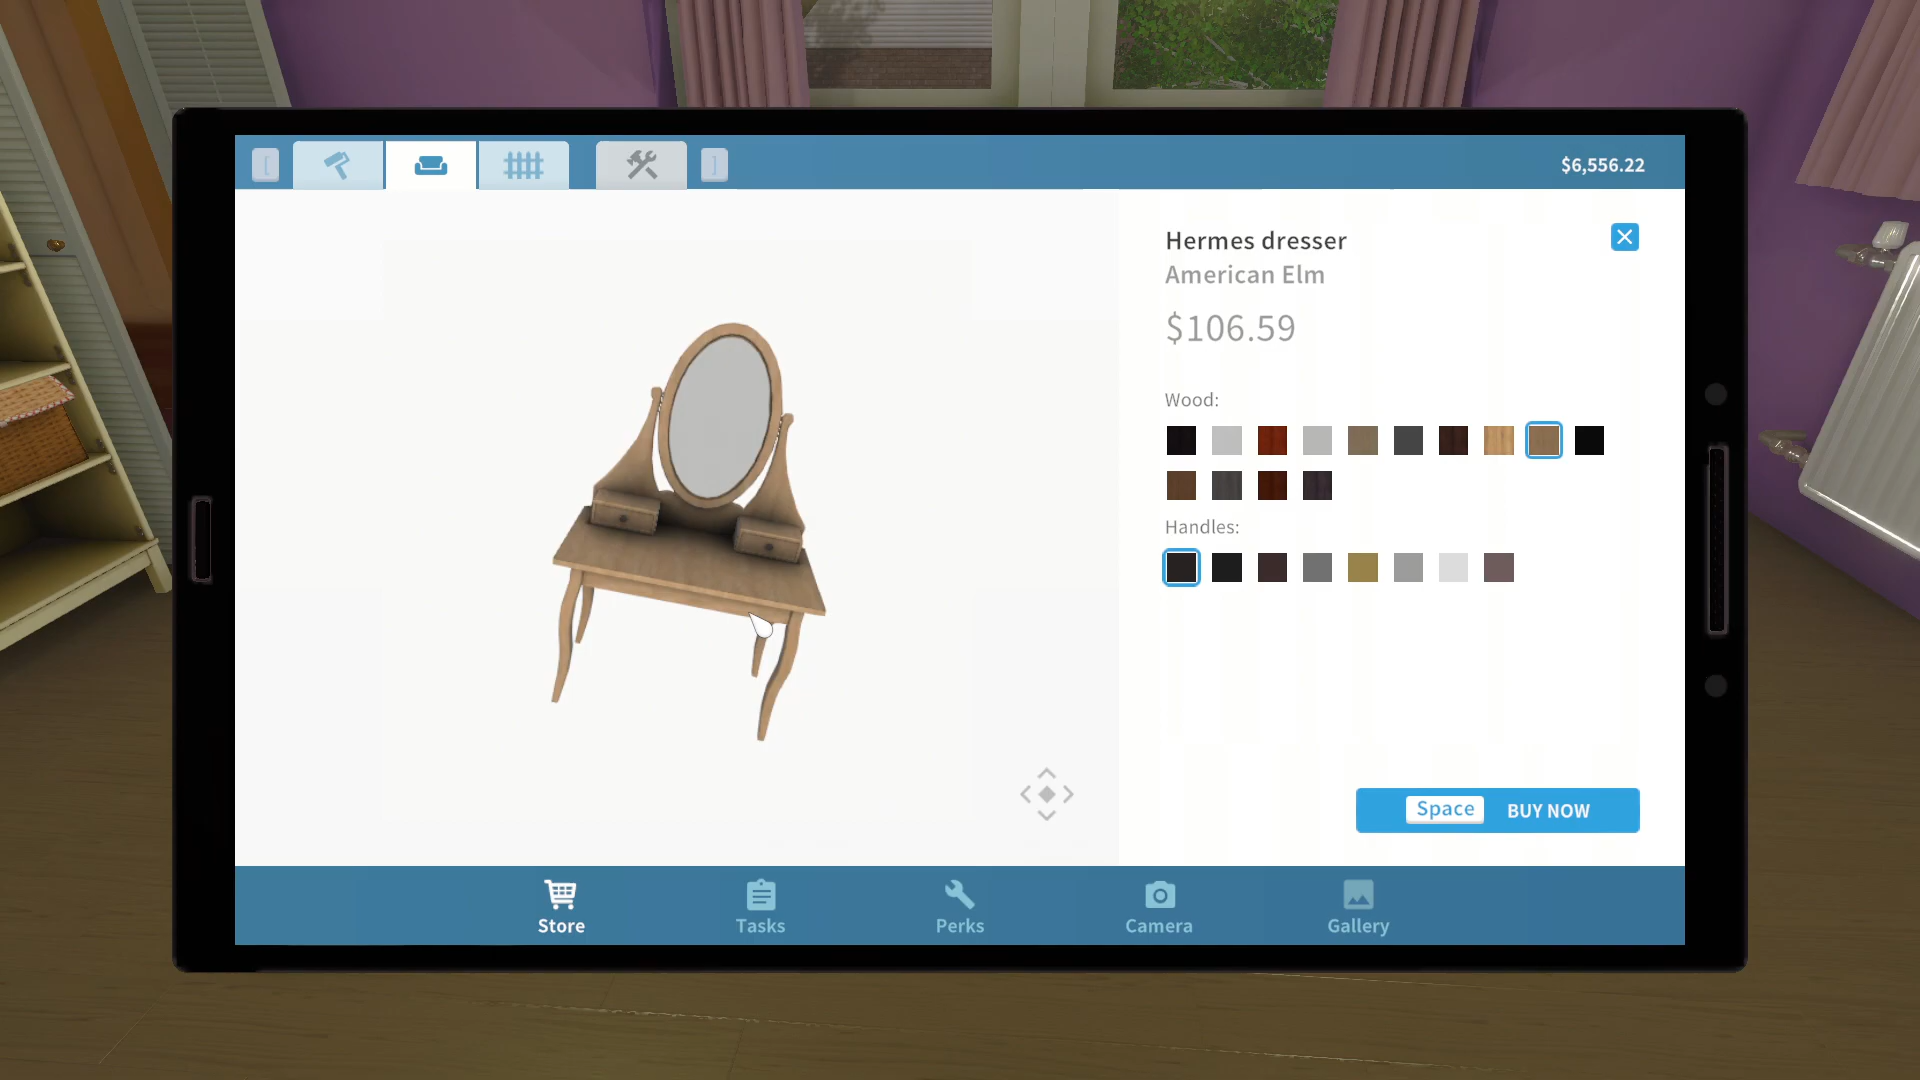 [
]
$6,556.22
Hermes dresser
American Elm
$106.59
Wood:
Handles:
Space BUY NOW
Store
Tasks
Perks
Camera
Gallery